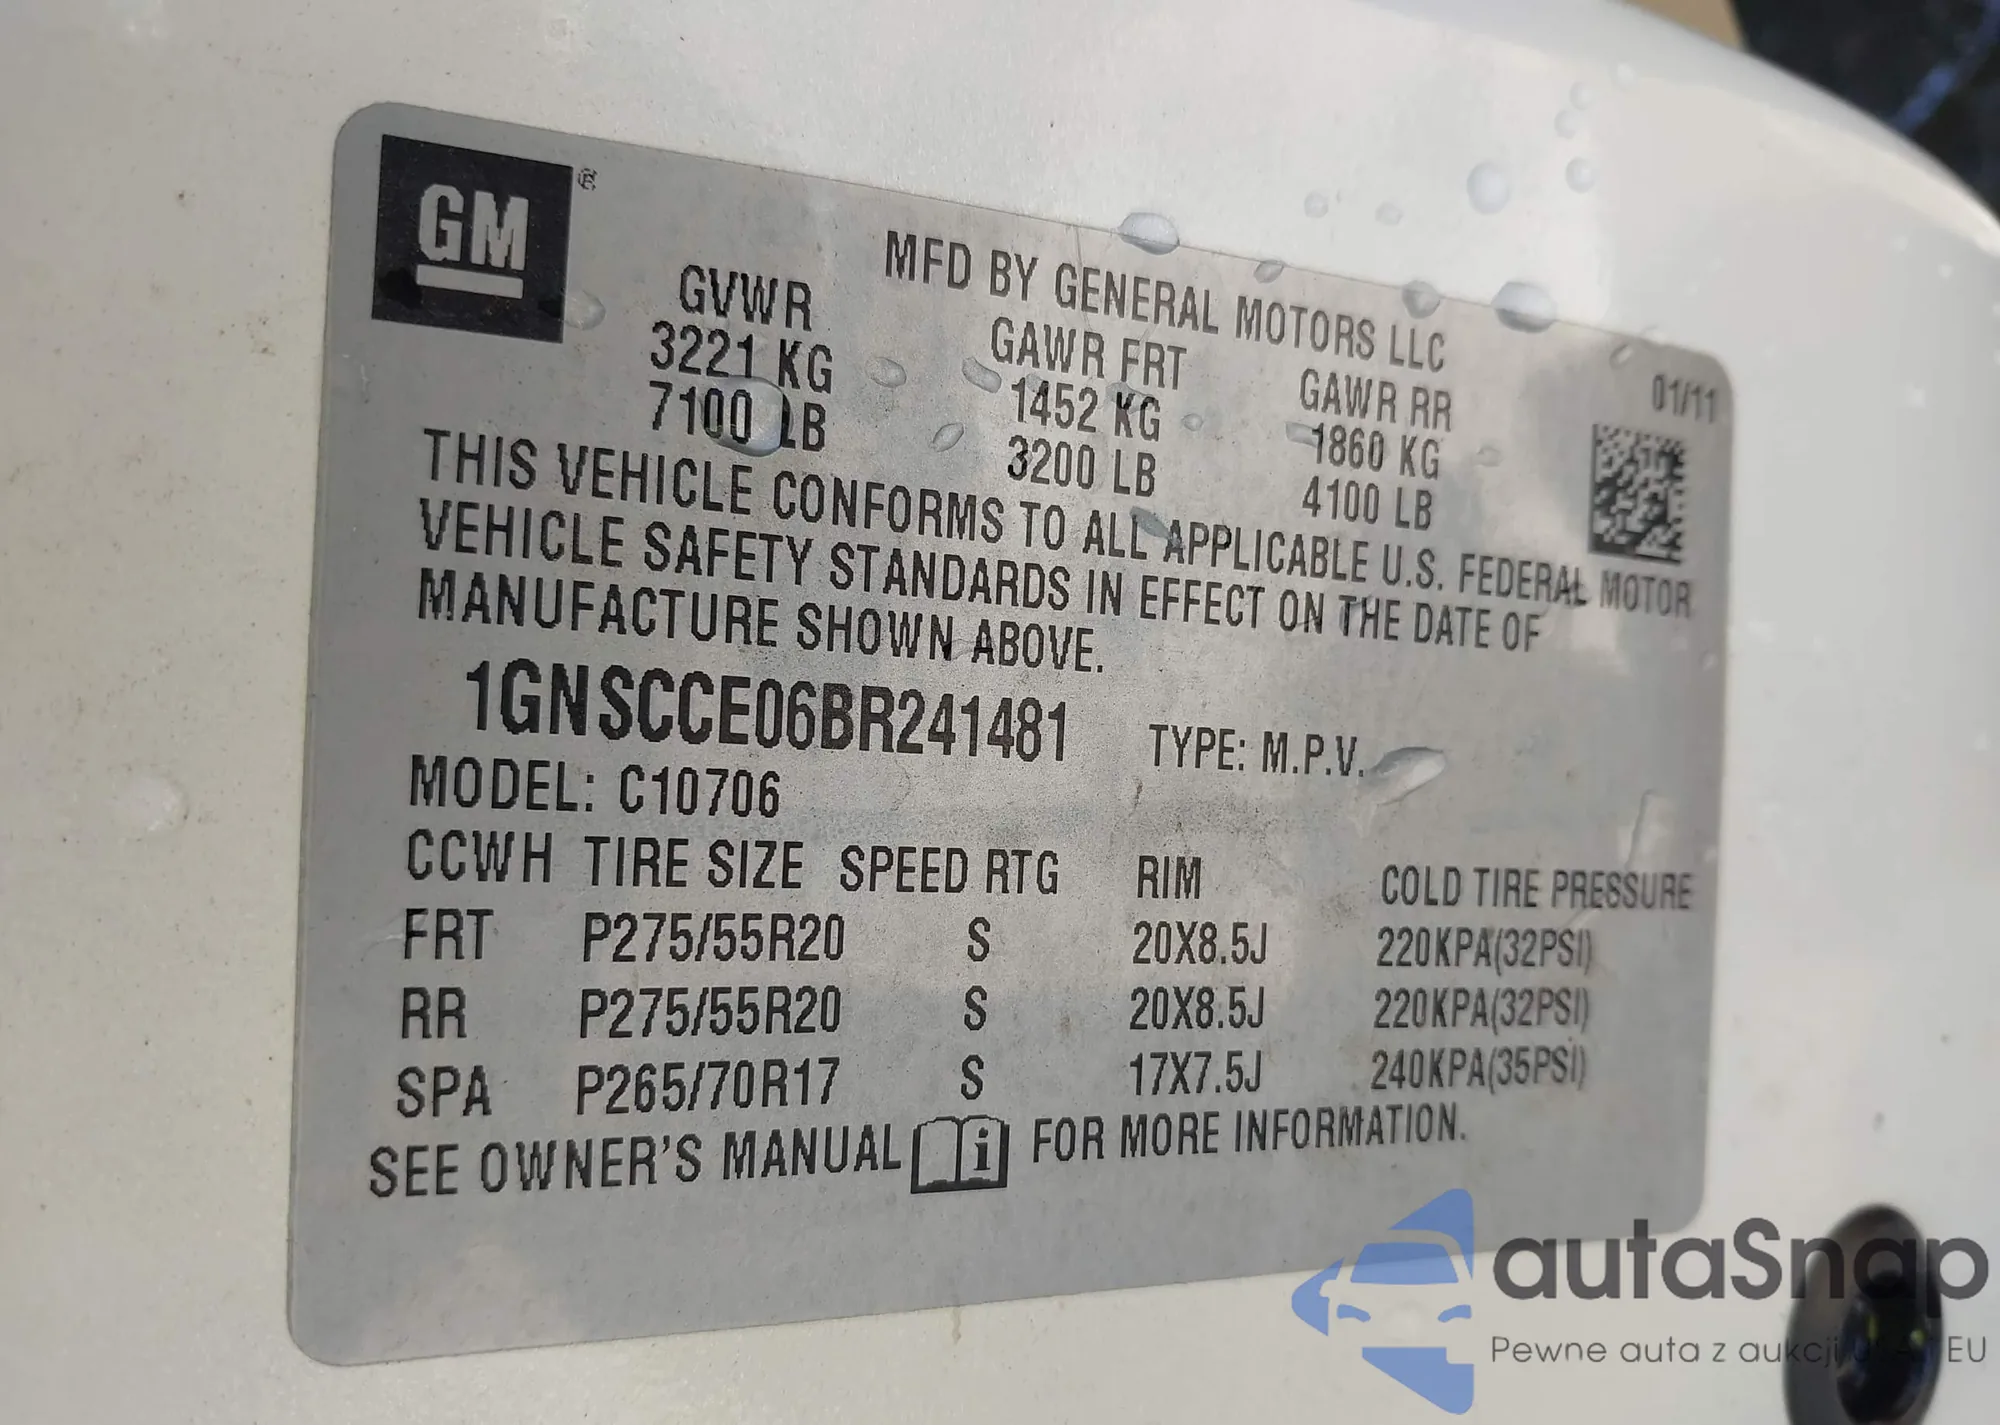 GM ®
MFD BY GENERAL MOTORS LLC
GVWR GAWR FRT GAWR RR 01/11
3221 KG 1452 KG 1860 KG
7100 LB 3200 LB 4100 LB
THIS VEHICLE CONFORMS TO ALL APPLICABLE U.S. FEDERAL MOTOR
VEHICLE SAFETY STANDARDS IN EFFECT ON THE DATE OF
MANUFACTURE SHOWN ABOVE.
1GNSCCE06BR241481 TYPE: M.P.V.
MODEL: C10706
CCWH TIRE SIZE SPEED RTG RIM COLD TIRE PRESSURE
FRT P275/55R20 S 20X8.5J 220KPA(32PSI)
RR P275/55R20 S 20X8.5J 220KPA(32PSI)
SPA P265/70R17 S 17X7.5J 240KPA(35PSI)
SEE OWNER'S MANUAL i FOR MORE INFORMATION.
autaSnap
Pewne auta z aukcji EU